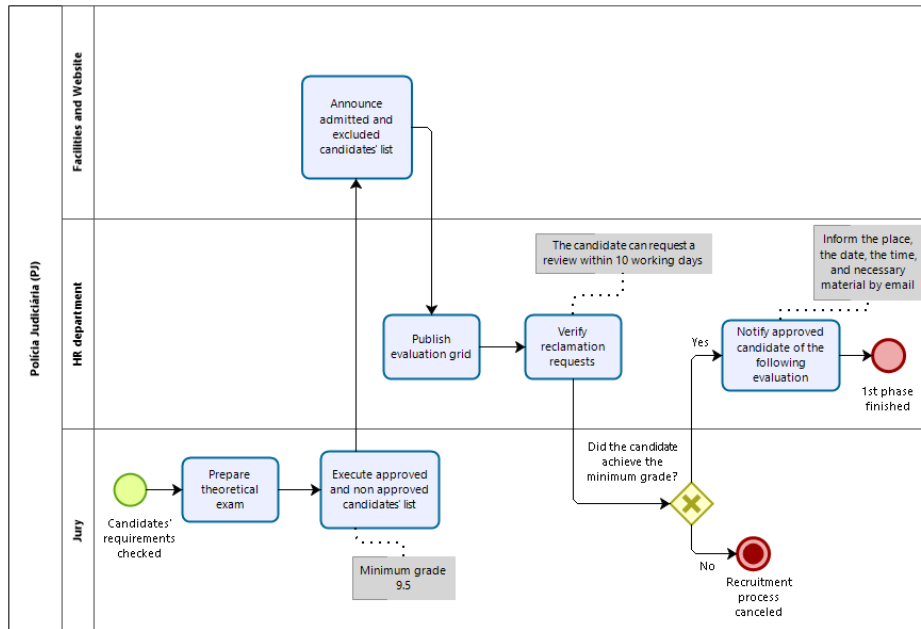 Polícia Judiciária (PJ)
Facilities and Website
Announce
admitted and
excluded
candidates' list
HR department
The candidate can request a
review within 10 working days
Inform the place,
the date, the time,
and necessary
material by email
Publish
evaluation grid
Verify
reclamation
requests
Yes
Notify approved
candidate of the
following
evaluation
1st phase
finished
Jury
Candidates'
requirements
checked
Prepare
theoretical
exam
Execute approved
and non approved
candidates' list
Minimum grade
9.5
Did the candidate
achieve the
minimum grade?
No
Recruitment
process
canceled